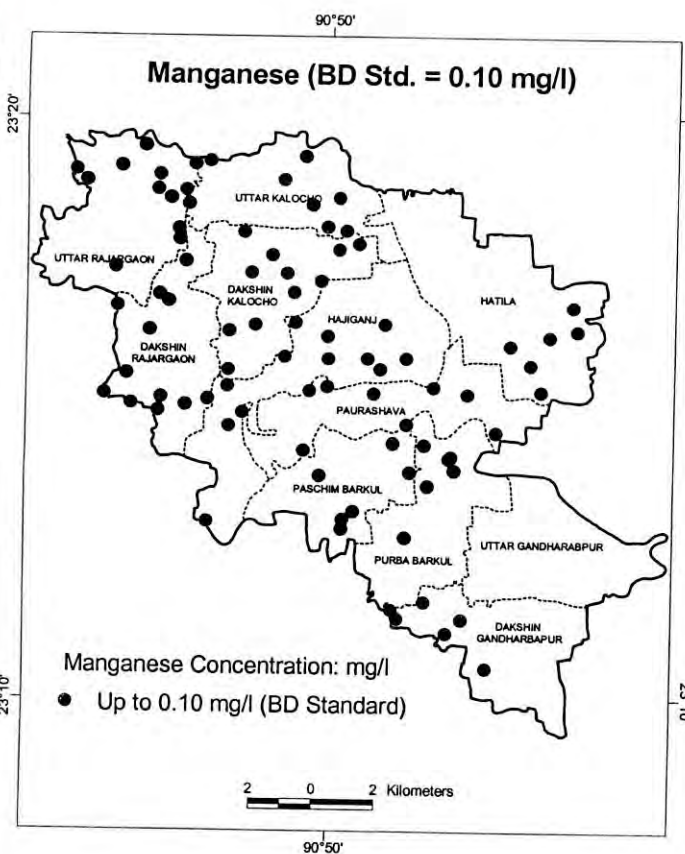 90°50'
Manganese (BD Std. = 0.10 mg/l)
23°20'
UTTAR KALOCHO
UTTAR RAJARGAON
DAKSHIN
KALOCHO
HATILA
HAJIGANJ
DAKSHIN
RAJARGAON
PAURASHAVA
PASCHIM BARKUL
UTTAR GANDHARABPUR
PURBA BARKUL
DAKSHIN
GANDHARBAPUR
Manganese Concentration: mg/l
Up to 0.10 mg/l (BD Standard)
23°10'
2 0 2 Kilometers
90°50'